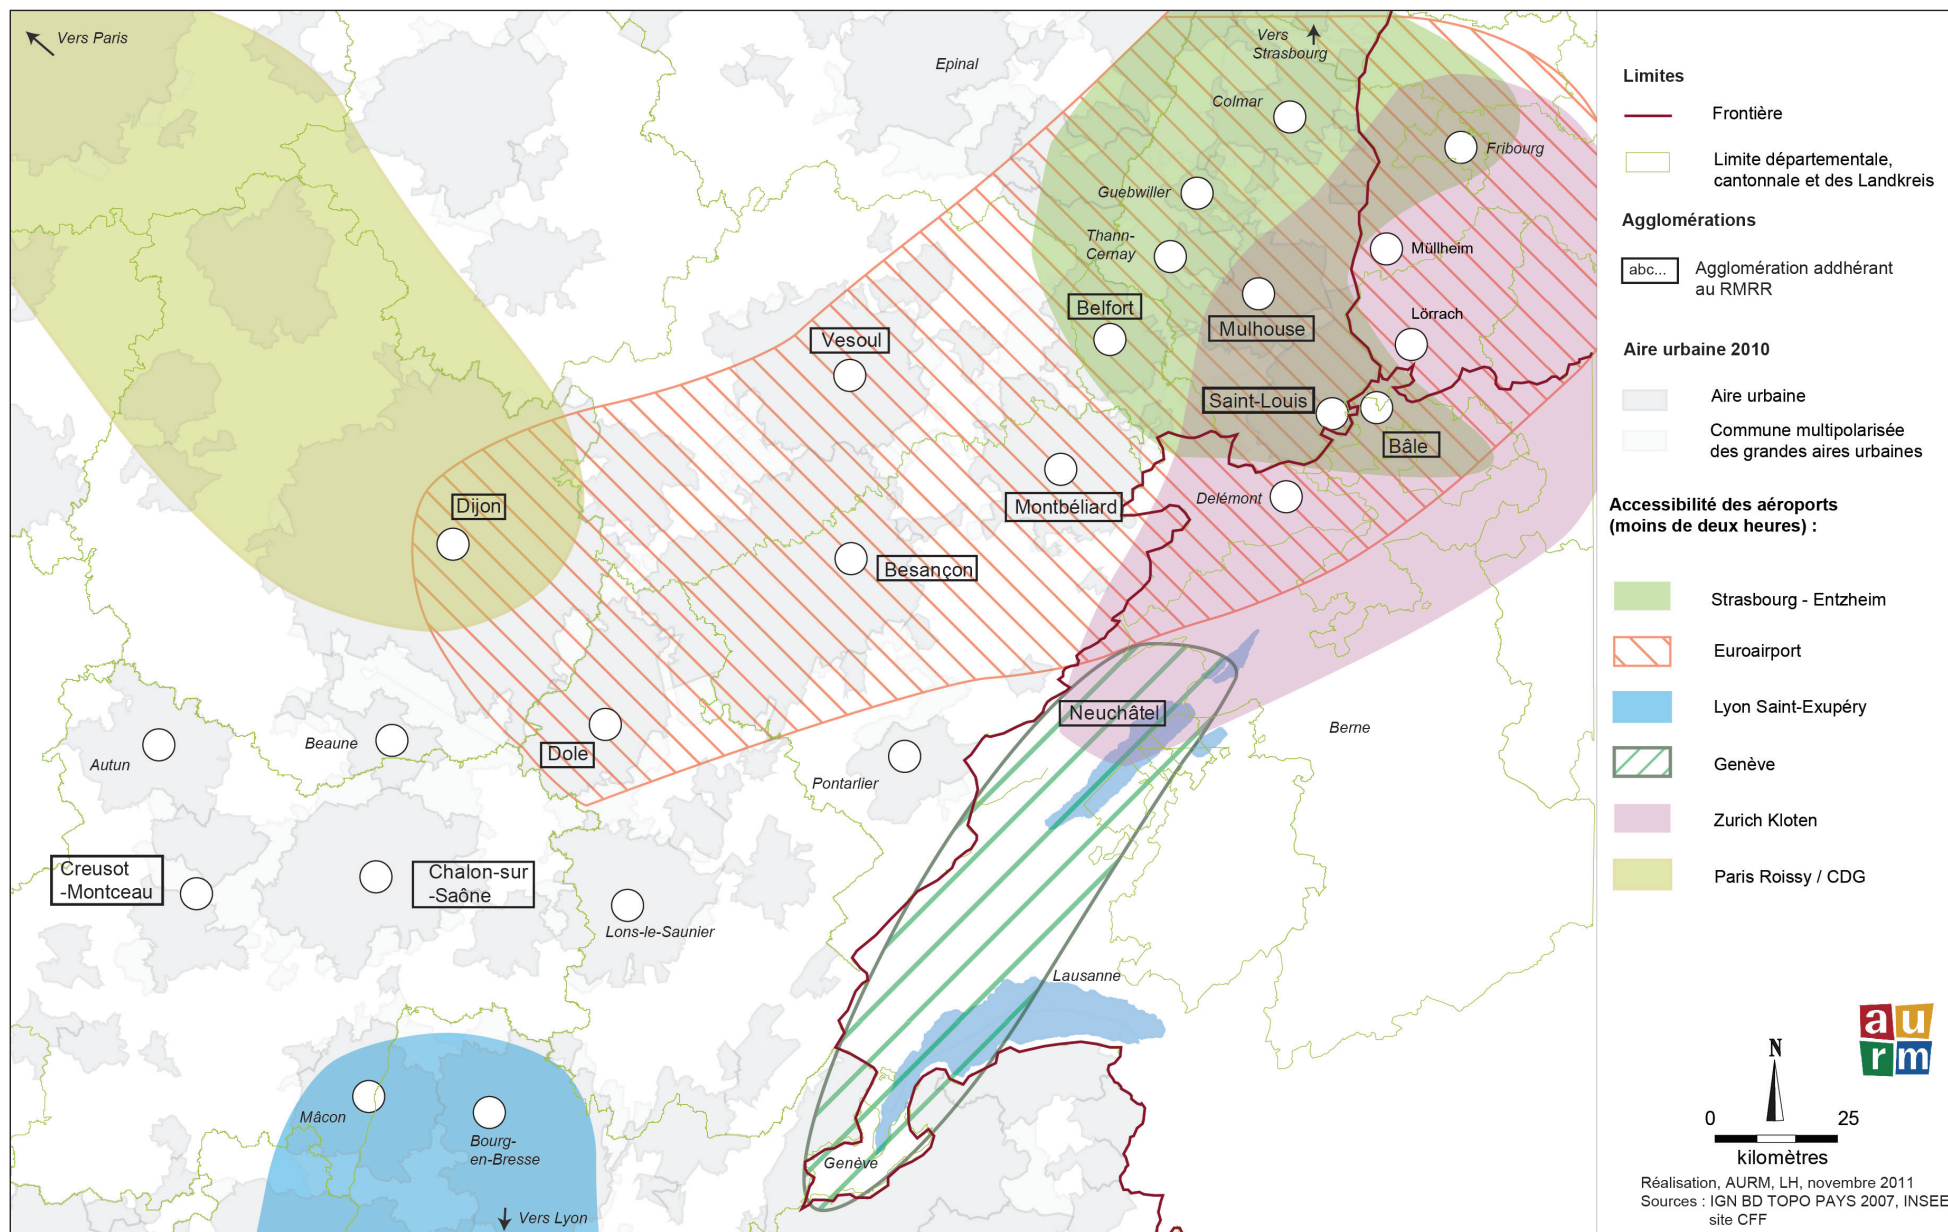 Vers Paris
Epinal
Vers
Strasbourg
Colmar
Fribourg
Guebwiller
Thann-
Cernay
Müllheim
Belfort
Mulhouse
Lörrach
Vesoul
Saint-Louis
Bâle
Dijon
Montbéliard
Delémont
Besançon
Neuchâtel
Berne
Beaune
Dole
Autun
Pontarlier
Creusot
-Montceau
Chalon-sur
-Saône
Lons-le-Saunier
Lausanne
Mâcon
Bourg-
en-Bresse
Genève
Vers Lyon
Limites
Frontière
Limite départementale,
cantonnale et des Landkreis
Agglomérations
abc...
Agglomération addhérant
au RMRR
Aire urbaine 2010
Aire urbaine
Commune multipolarisée
des grandes aires urbaines
Accessibilité des aéroports
(moins de deux heures) :
Strasbourg - Entzheim
Euroairport
Lyon Saint-Exupéry
Genève
Zurich Kloten
Paris Roissy / CDG
au
rm
N
0 25
kilomètres
Réalisation, AURM, LH, novembre 2011
Sources : IGN BD TOPO PAYS 2007, INSEE
site CFF